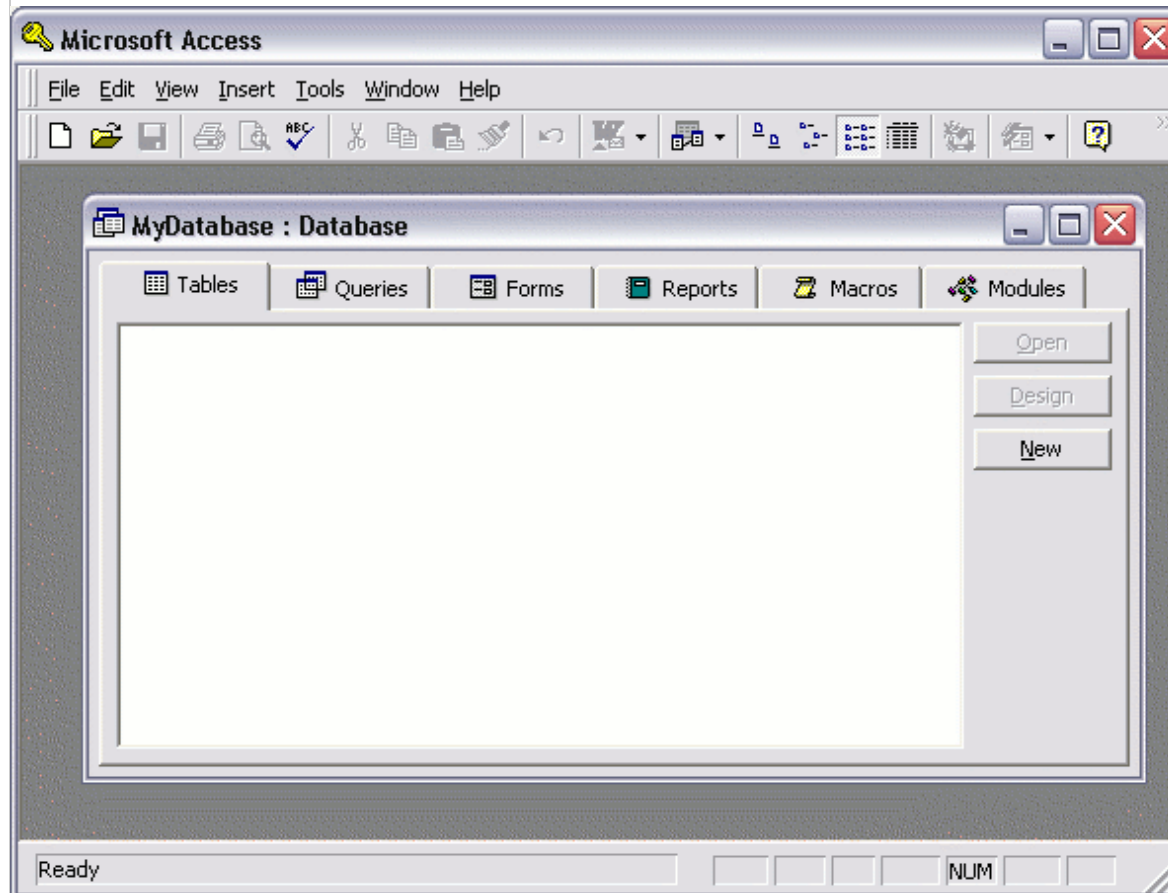 Microsoft Access
File Edit View Insert Tools Window Help
ABC
MyDatabase : Database
Tables Queries Forms Reports Macros Modules
Open
Design
New
Ready NUM